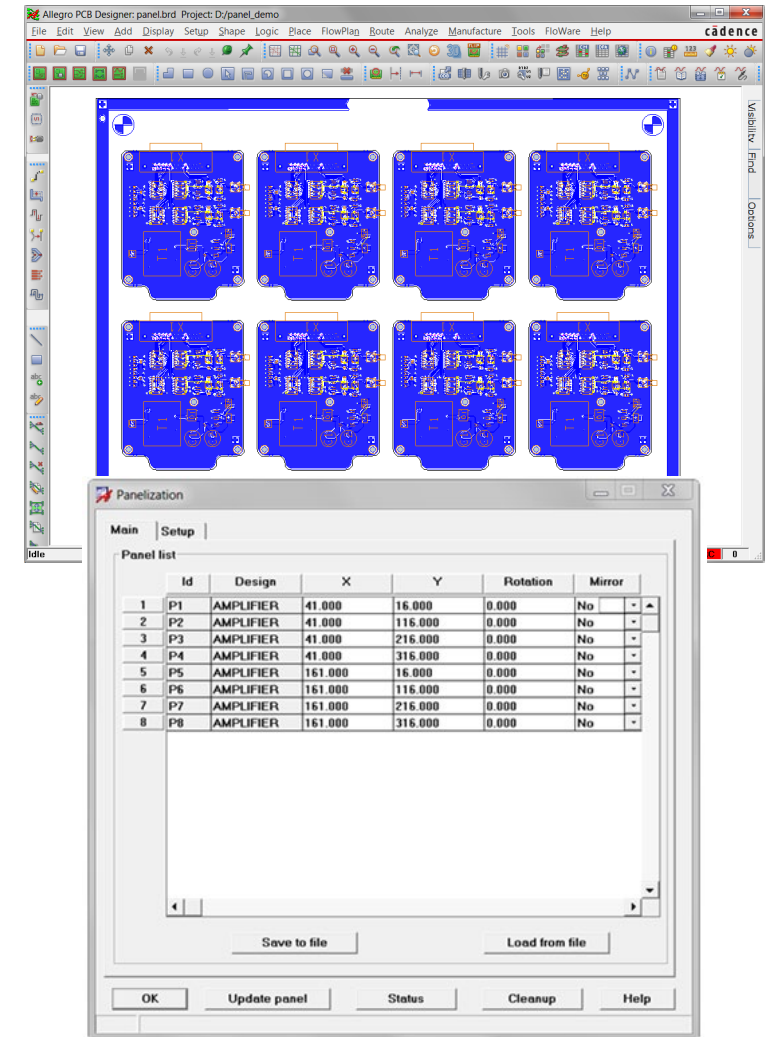 Allegro PCB Designer: panel.brd  Project: D:/panel_demo
File Edit View Add Display Setup Shape Logic Place FlowPlan Route Analyze Manufacture Tools FloWare Help cādence
Visibility
Find
Options
abc
abc
Idle
0
Panelization
Main Setup
Panel list
Id Design X Y Rotation Mirror
1 P1 AMPLIFIER 41.000 16.000 0.000 No
2 P2 AMPLIFIER 41.000 116.000 0.000 No
3 P3 AMPLIFIER 41.000 216.000 0.000 No
4 P4 AMPLIFIER 41.000 316.000 0.000 No
5 P5 AMPLIFIER 161.000 16.000 0.000 No
6 P6 AMPLIFIER 161.000 116.000 0.000 No
7 P7 AMPLIFIER 161.000 216.000 0.000 No
8 P8 AMPLIFIER 161.000 316.000 0.000 No
Save to file Load from file
OK Update panel Status Cleanup Help